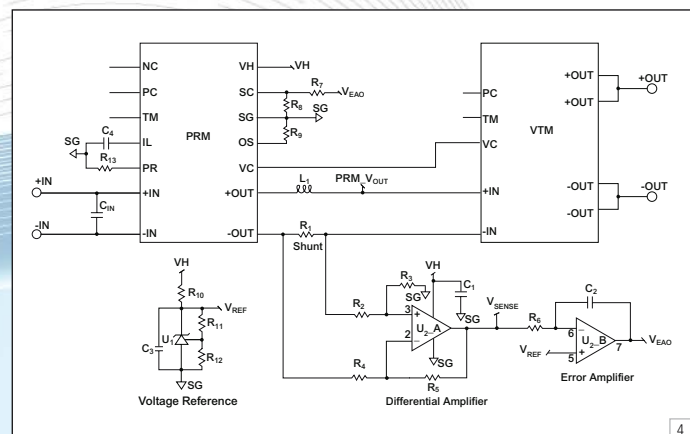 NC
PC
TM
IL
PR
+IN
-IN
PRM
VH
SC
SG
OS
VC
+OUT
-OUT
VH
R7
VEAO
R8
SG
R9
SG
C4
R13
+IN
CIN
-IN
L1
PRM_VOUT
R1
Shunt
PC
TM
VC
+IN
-IN
VTM
+OUT
+OUT
-OUT
-OUT
+OUT
-OUT
VH
R10
VREF
R11
U1
C3
R12
SG
Voltage Reference
R2
R3
SG
VH
C1
SG
3
+
2
–
U2_A
SG
R4
R5
Differential Amplifier
VSENSE
R6
C2
6
–
VREF
5
+
U2_B
7
VEAO
Error Amplifier
4